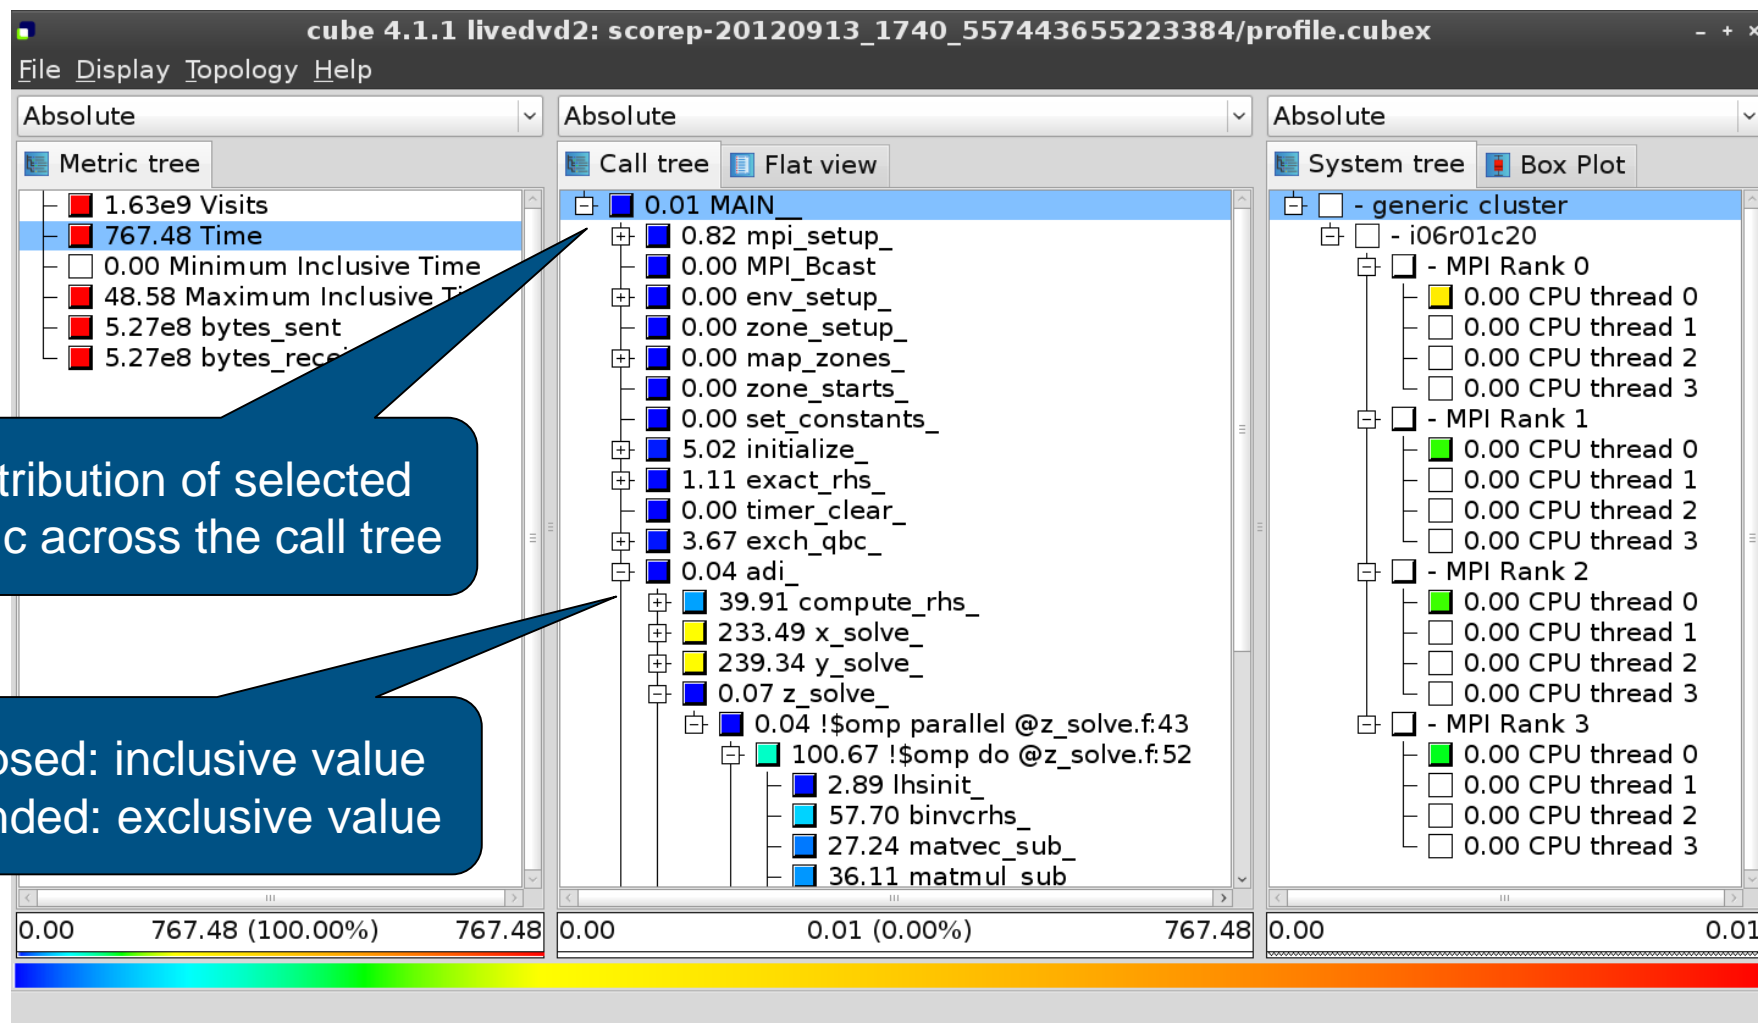 cube 4.1.1 livedvd2: scorep-20120913_1740_557443655223384/profile.cubex
File Display Topology Help
Absolute
Metric tree
1.63e9 Visits
767.48 Time
0.00 Minimum Inclusive Time
48.58 Maximum Inclusive
5.27e8 bytes_sent
5.27e8
of selected
across the call tree
inclusive value
exclusive value
0.00 767.48 (100.00%) 767.48
Absolute
Call tree Flat view
0.01 MAIN__
0.82 mpi_setup_
0.00 MPI_Bcast
0.00 env_setup_
0.00 zone_setup_
0.00 map_zones_
0.00 zone_starts_
0.00 set_constants_
5.02 initialize_
1.11 exact_rhs_
0.00 timer_clear_
3.67 exch_qbc_
0.04 adi_
39.91 compute_rhs_
233.49 x_solve_
239.34 y_solve_
0.07 z_solve_
0.04 !$omp parallel @z_solve.f:43
100.67 !$omp do @z_solve.f:52
2.89 lhsinit_
57.70 binvcrhs_
27.24 matvec_sub_
36.11 matmul_sub
0.00 0.01 (0.00%) 767.48
Absolute
System tree Box Plot
- generic cluster
- i06r01c20
- MPI Rank 0
0.00 CPU thread 0
0.00 CPU thread 1
0.00 CPU thread 2
0.00 CPU thread 3
- MPI Rank 1
0.00 CPU thread 0
0.00 CPU thread 1
0.00 CPU thread 2
0.00 CPU thread 3
- MPI Rank 2
0.00 CPU thread 0
0.00 CPU thread 1
0.00 CPU thread 2
0.00 CPU thread 3
- MPI Rank 3
0.00 CPU thread 0
0.00 CPU thread 1
0.00 CPU thread 2
0.00 CPU thread 3
0.00 0.01